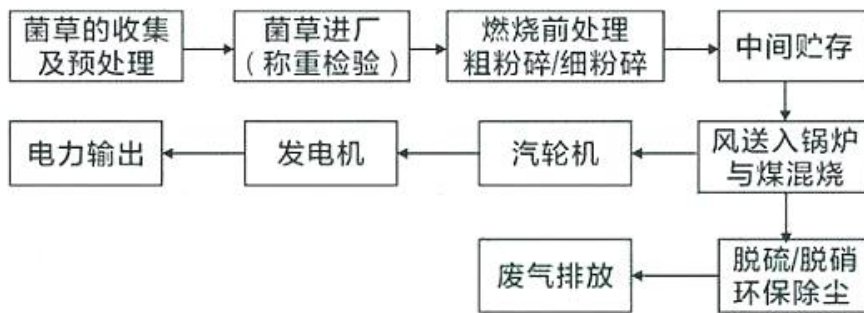 菌草的收集
及预处理
菌草进厂
（称重检验）
燃烧前处理
粗粉碎/细粉碎
中间贮存
风送入锅炉
与煤混烧
汽轮机
发电机
电力输出
脱硫/脱硝
环保除尘
废气排放